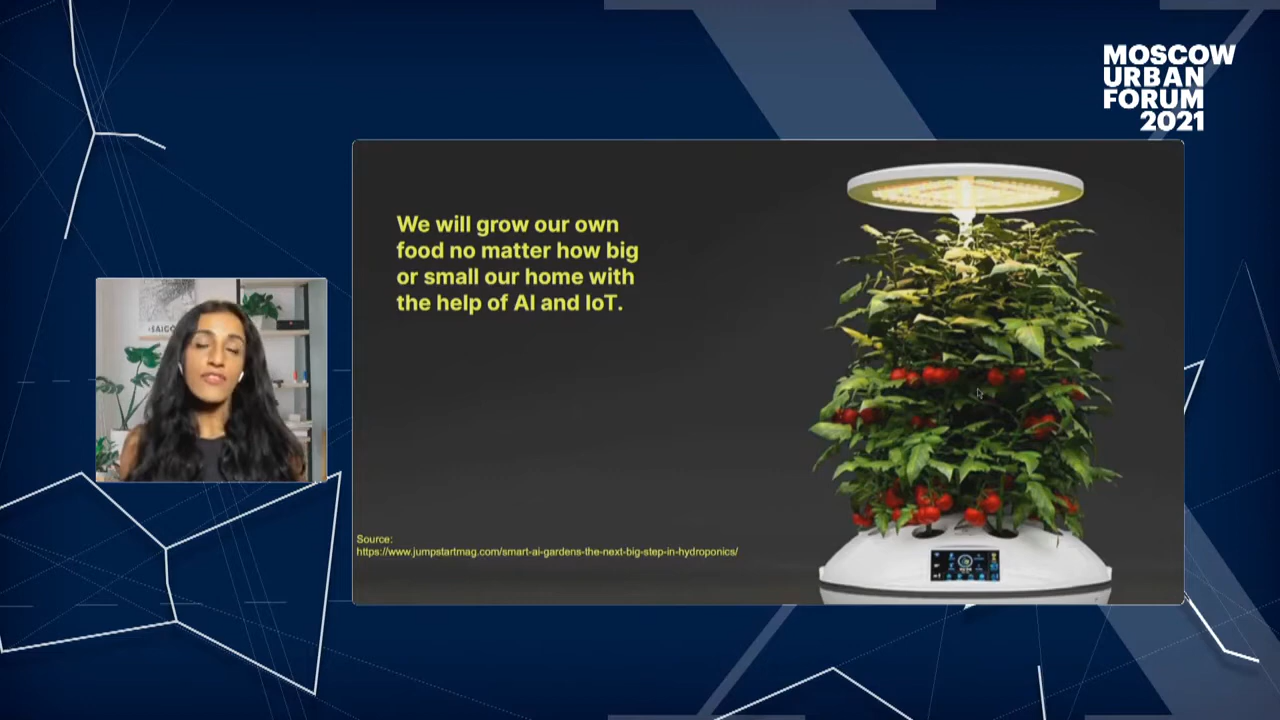 MOSCOW
URBAN
FORUM
2021
We will grow our own
food no matter how big
or small our home with
the help of AI and IoT.
Source:
https://www.jumpstartmag.com/smart-ai-gardens-the-next-big-step-in-hydroponics/